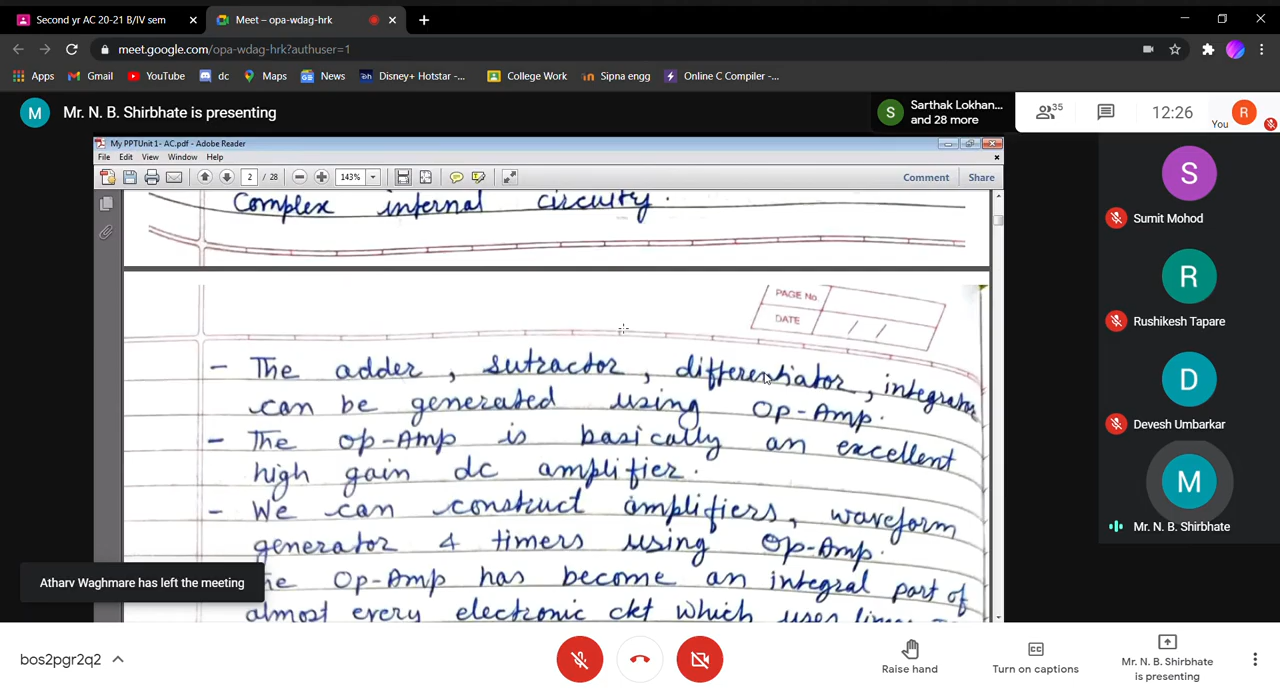 Second yr AC 20-21 B/IV sem
Meet – opa-wdag-hrk
meet.google.com/opa-wdag-hrk?authuser=1
Apps Gmail YouTube dc Maps News Disney+ Hotstar -... College Work Sipna engg Online C Compiler -...
M Mr. N. B. Shirbhate is presenting
S Sarthak Lokhan...
and 28 more
35
12:26
You R
My PPTUnit 1- AC.pdf - Adobe Reader
File Edit View Window Help
2 / 28 143% Comment Share
Complex internal circuity.
PAGE No.
DATE / /
- The adder, sutractor, differentiator, integrator
can be generated using Op-Amp.
- The op-Amp is basically an excellent
high gain dc amplifier.
- We can construct amplifiers, waveform
generator & timers using Op-Amp.
The Op-Amp has become an integral part of
almost every electronic ckt which uses
S
Sumit Mohod
R
Rushikesh Tapare
D
Devesh Umbarkar
M
Mr. N. B. Shirbhate
Atharv Waghmare has left the meeting
bos2pgr2q2
Raise hand
Turn on captions
Mr. N. B. Shirbhate
is presenting